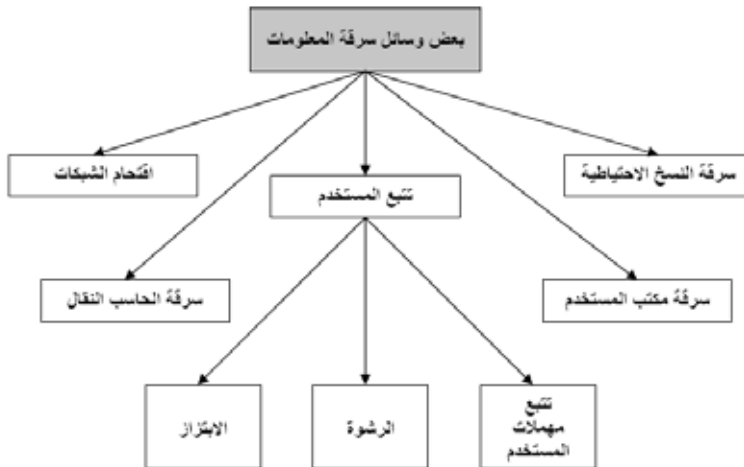 بعض وسائل سرقة المعلومات
سرقة النسخ الاحتياطية
اقتحام الشبكات
تتبع المستخدم
سرقة مكتب المستخدم
سرقة الحاسب النقال
تتبع
مهملات
المستخدم
الرشوة
الابتزاز